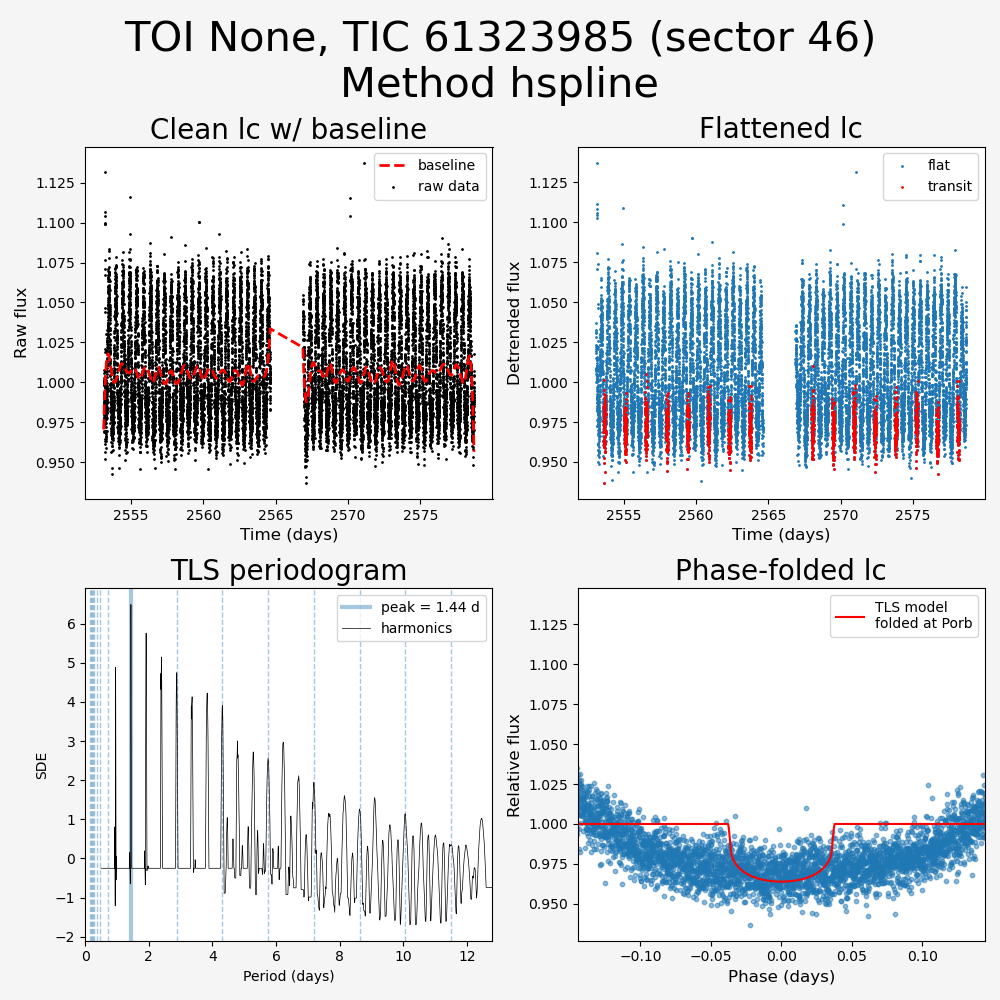 TOI None, TIC 61323985 (sector 46)
Method hspline
Clean lc w/ baseline
baseline
raw data
1.125
1.100
1.075
1.050
1.025
1.000
0.975
0.950
Raw flux
2555
2560
2565
2570
2575
Time (days)
Flattened lc
flat
transit
1.125
1.100
1.075
1.050
1.025
1.000
0.975
0.950
Detrended flux
2555
2560
2565
2570
2575
Time (days)
TLS periodogram
peak = 1.44 d
harmonics
6
5
4
3
2
1
0
−1
−2
SDE
0
2
4
6
8
10
12
Period (days)
Phase-folded lc
TLS model
folded at Porb
1.125
1.100
1.075
1.050
1.025
1.000
0.975
0.950
Relative flux
−0.10
−0.05
0.00
0.05
0.10
Phase (days)